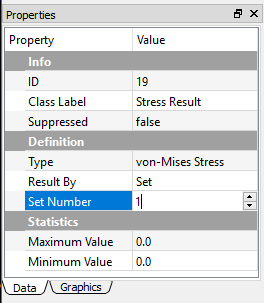 Properties
Property Value
Info
ID 19
Class Label Stress Result
Suppressed false
Definition
Type von-Mises Stress
Result By Set
Set Number 1
Statistics
Maximum Value 0.0
Minimum Value 0.0
Data Graphics